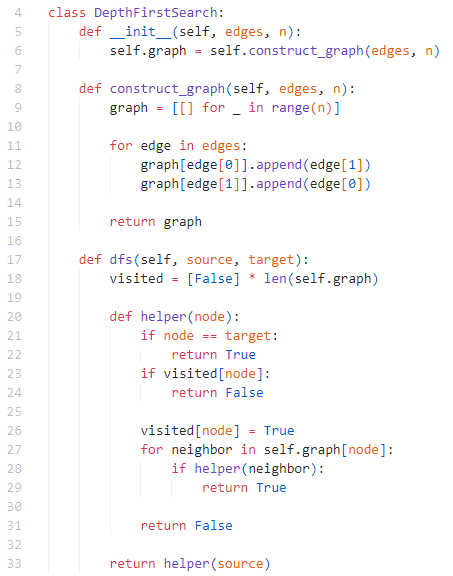 4 class DepthFirstSearch:
5     def __init__(self, edges, n):
6         self.graph = self.construct_graph(edges, n)
7
8     def construct_graph(self, edges, n):
9         graph = [[] for _ in range(n)]
10
11         for edge in edges:
12             graph[edge[0]].append(edge[1])
13             graph[edge[1]].append(edge[0])
14
15         return graph
16
17     def dfs(self, source, target):
18         visited = [False] * len(self.graph)
19
20         def helper(node):
21             if node == target:
22                 return True
23             if visited[node]:
24                 return False
25
26             visited[node] = True
27             for neighbor in self.graph[node]:
28                 if helper(neighbor):
29                     return True
30
31             return False
32
33         return helper(source)